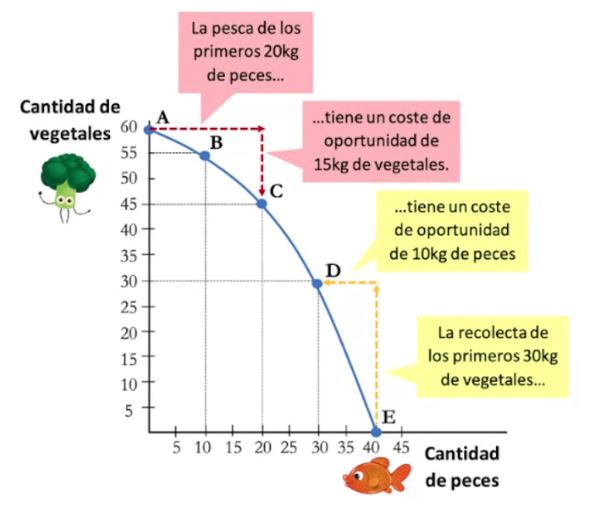 La pesca de los
primeros 20kg
de peces...
Cantidad de
vegetales
...tiene un coste de
oportunidad de
15kg de vegetales.
...tiene un coste
de oportunidad
de 10kg de peces
La recolecta de
los primeros 30kg
de vegetales...
60
55
50
45
40
35
30
25
20
15
10
5
A
B
C
D
E
5 10 15 20 25 30 35 40 45
Cantidad
de peces